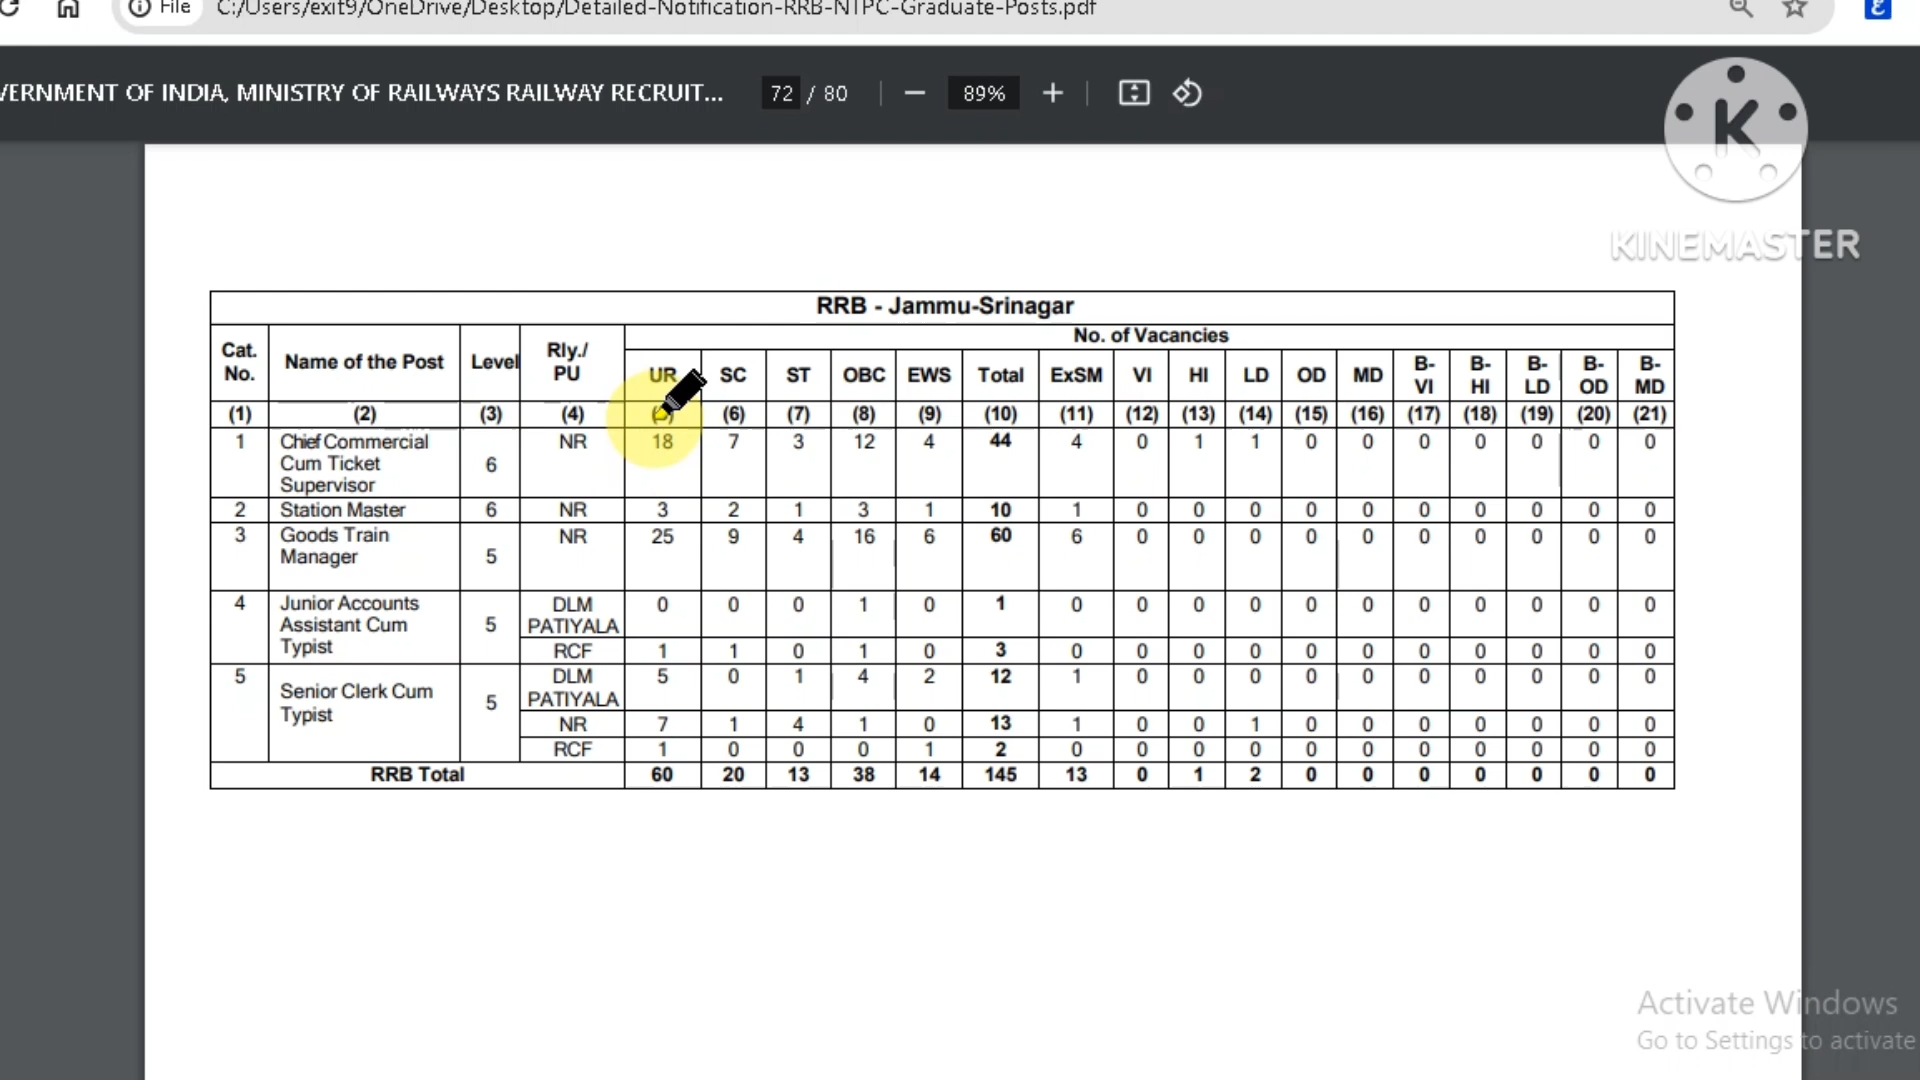 File C:/Users/exit9/OneDrive/Desktop/Detailed-Notification-RRB-NTPC-Graduate-Posts.pdf
VERNMENT OF INDIA, MINISTRY OF RAILWAYS RAILWAY RECRUIT... 72 / 80 89%
K
KINEMASTER
RRB - Jammu-Srinagar
Cat. No. Name of the Post Level Rly./ PU No. of Vacancies
UR SC ST OBC EWS Total ExSM VI HI LD OD MD B-VI B-HI B-LD B-OD B-MD
(1) (2) (3) (4) (6) (7) (8) (9) (10) (11) (12) (13) (14) (15) (16) (17) (18) (19) (20) (21)
1 Chief Commercial Cum Ticket Supervisor 6 NR 18 7 3 12 4 44 4 0 1 1 0 0 0 0 0 0 0
2 Station Master 6 NR 3 2 1 3 1 10 1 0 0 0 0 0 0 0 0 0 0
3 Goods Train Manager 5 NR 25 9 4 16 6 60 6 0 0 0 0 0 0 0 0 0 0
4 Junior Accounts Assistant Cum Typist 5 DLM PATIYALA 0 0 0 1 0 1 0 0 0 0 0 0 0 0 0 0 0
RCF 1 1 0 1 0 3 0 0 0 0 0 0 0 0 0 0 0
5 Senior Clerk Cum Typist 5 DLM PATIYALA 5 0 1 4 2 12 1 0 0 0 0 0 0 0 0 0 0
NR 7 1 4 1 0 13 1 0 0 1 0 0 0 0 0 0 0
RCF 1 0 0 0 1 2 0 0 0 0 0 0 0 0 0 0 0
RRB Total 60 20 13 38 14 145 13 0 1 2 0 0 0 0 0 0 0
Activate Windows
Go to Settings to activate